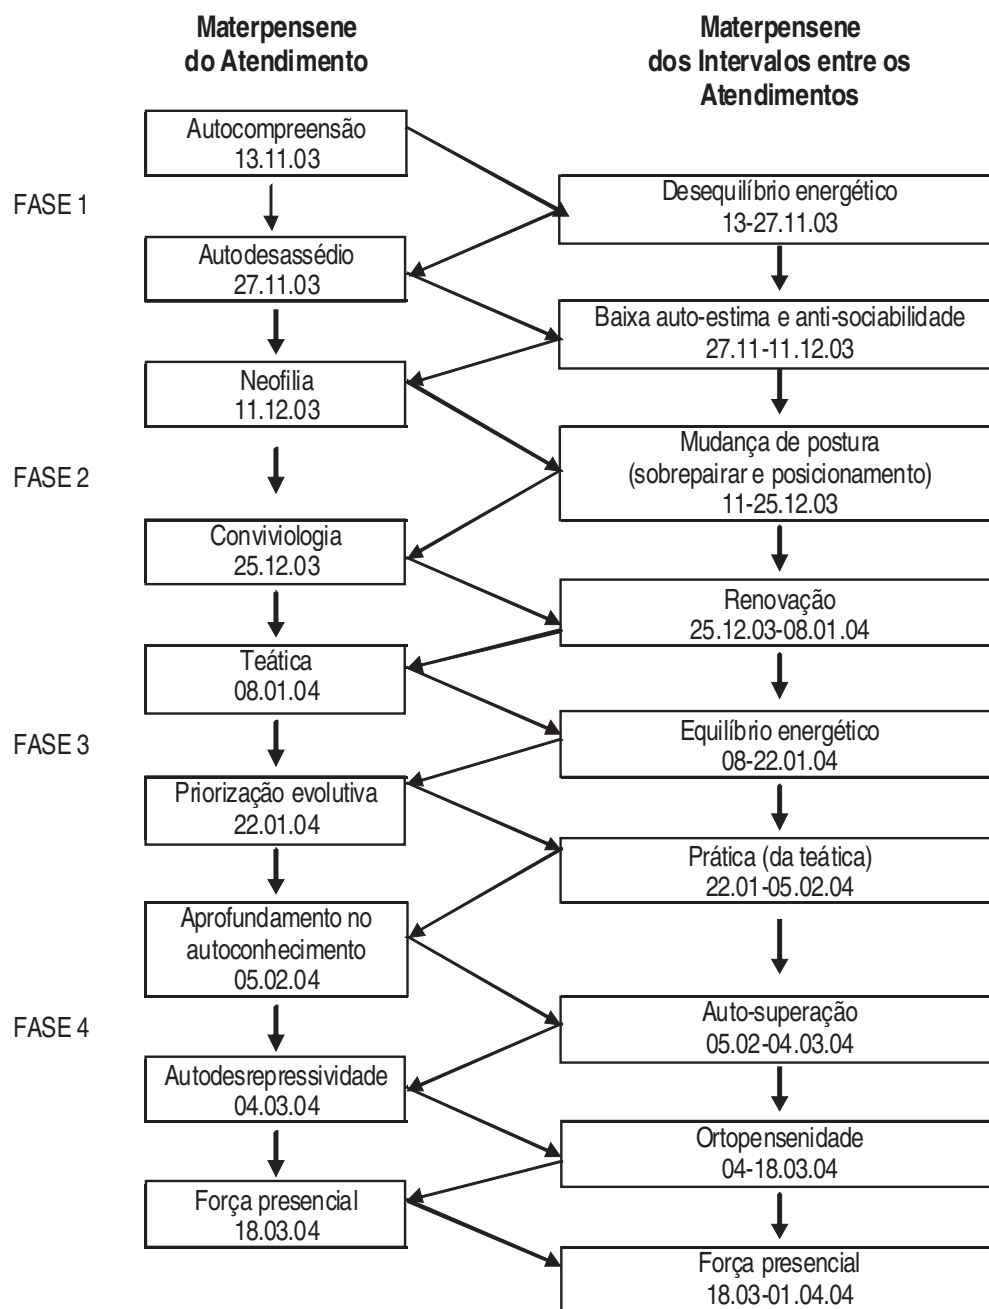 Materpensene
do Atendimento
Materpensene
dos Intervalos entre os
Atendimentos
Autocompreensão
13.11.03
FASE 1
Desequilíbrio energético
13-27.11.03
Autodesassédio
27.11.03
Baixa auto-estima e anti-sociabilidade
27.11-11.12.03
Neofilia
11.12.03
FASE 2
Mudança de postura
(sobrepairar e posicionamento)
11-25.12.03
Conviviologia
25.12.03
Renovação
25.12.03-08.01.04
Teática
08.01.04
FASE 3
Equilíbrio energético
08-22.01.04
Priorização evolutiva
22.01.04
Prática (da teática)
22.01-05.02.04
Aprofundamento no
autoconhecimento
05.02.04
FASE 4
Auto-superação
05.02-04.03.04
Autodesrepressividade
04.03.04
Ortopensenidade
04-18.03.04
Força presencial
18.03.04
Força presencial
18.03-01.04.04